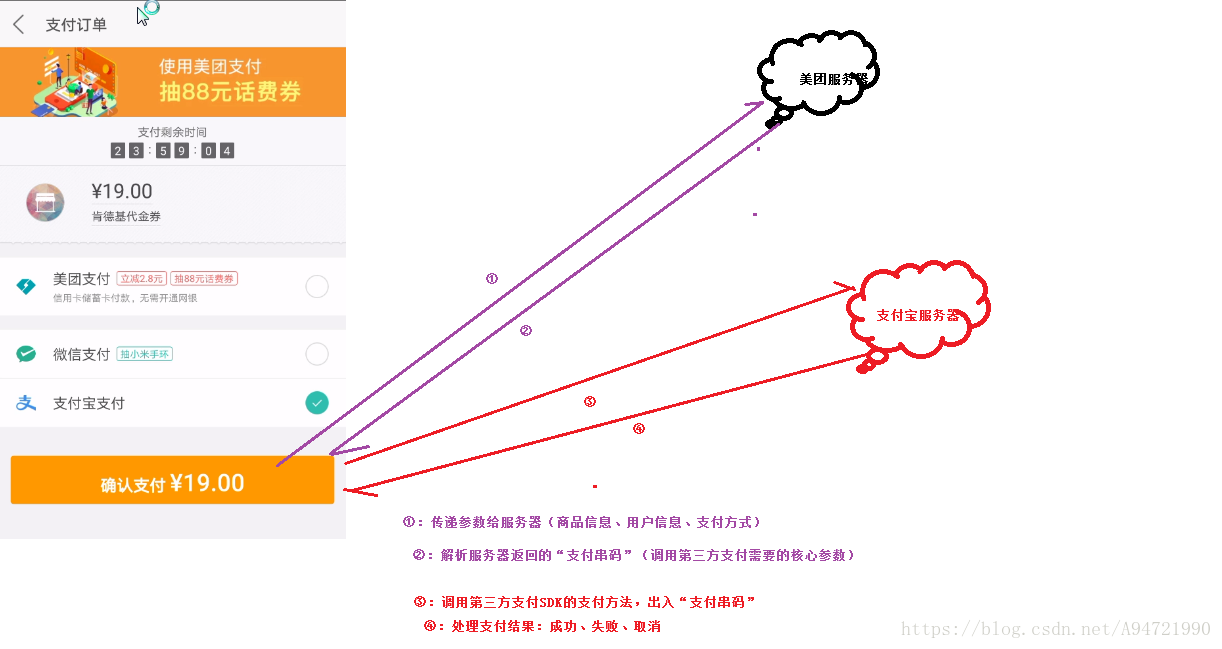 支付订单
使用美团支付
抽88元话费券
支付剩余时间
23:59:04
¥19.00
肯德基代金券
美团支付 立减2.8元 抽88元话费券
信用卡储蓄卡付款，无需开通网银
微信支付 抽小米手环
支付宝支付
确认支付 ¥19.00
美团服务器
支付宝服务器
①
②
③
④
①：传递参数给服务器（商品信息、用户信息、支付方式）
②：解析服务器返回的“支付串码”（调用第三方支付需要的核心参数）
③：调用第三方支付SDK的支付方法，出入“支付串码”
④：处理支付结果：成功、失败、取消
https://blog.csdn.net/A94721990